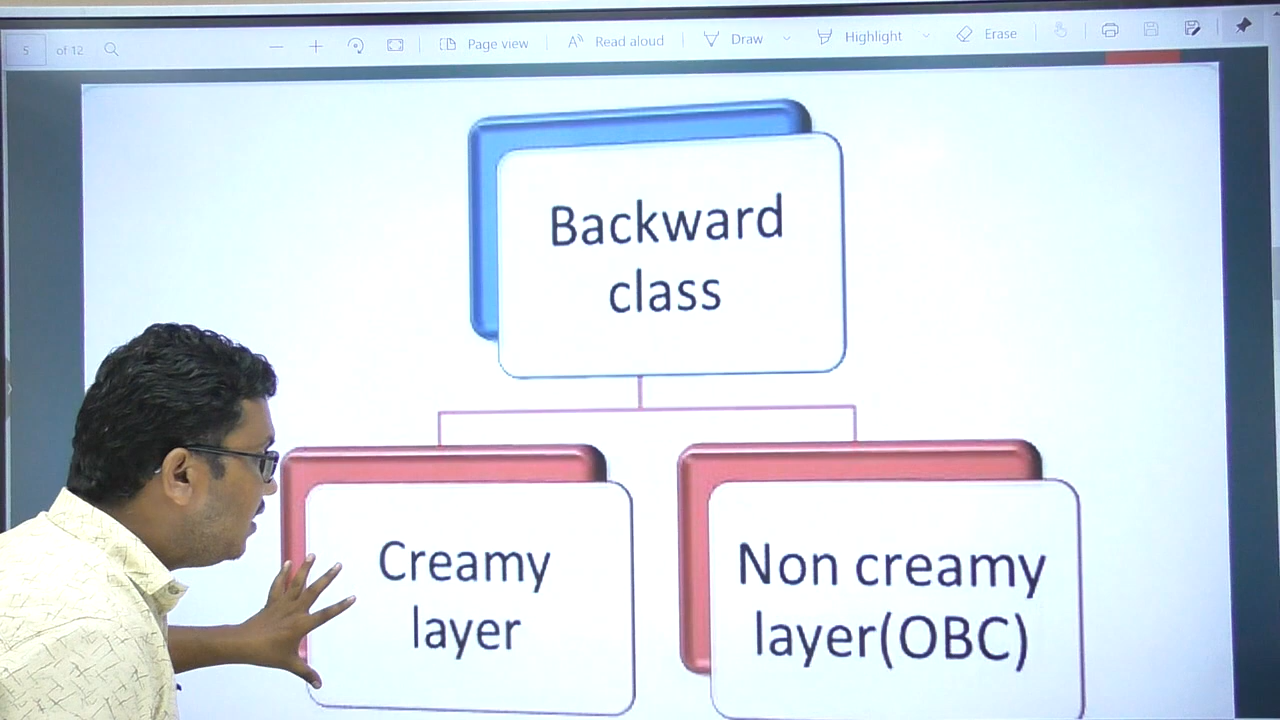 5 of 12 Page view Read aloud Draw Highlight Erase
Backward
class
Creamy
layer
Non creamy
layer(OBC)